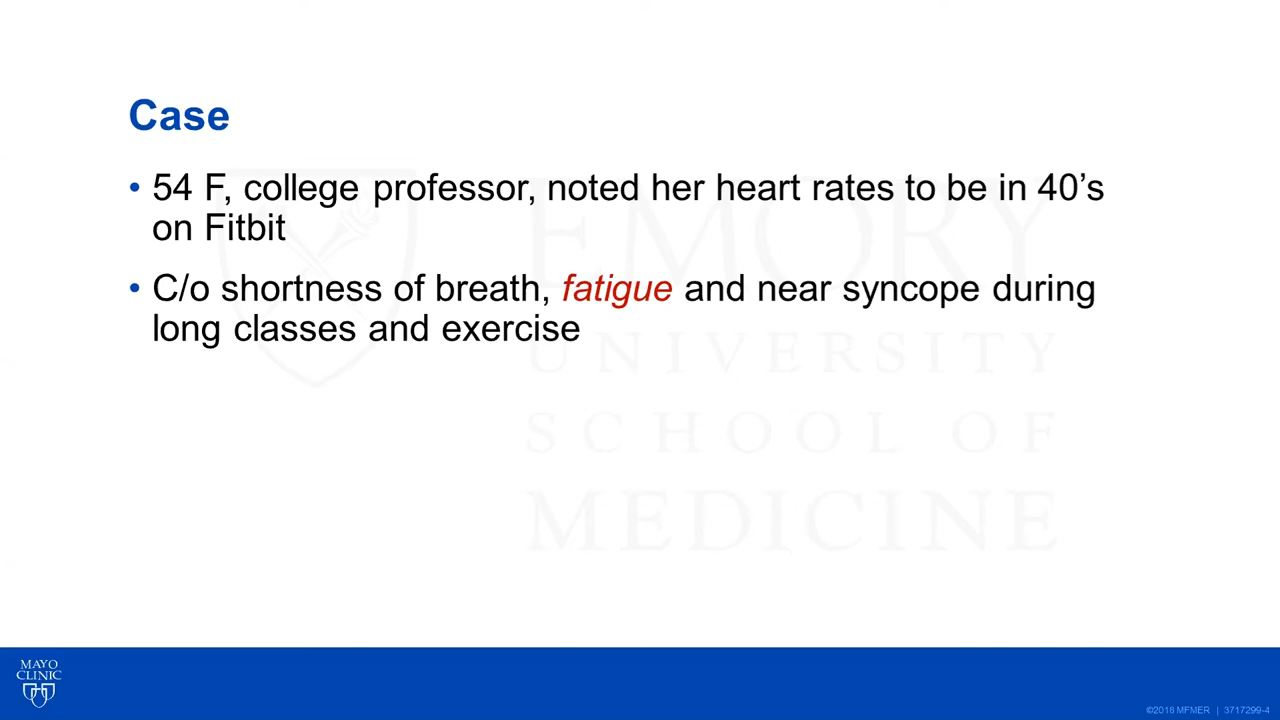 Case
• 54 F, college professor, noted her heart rates to be in 40’s
on Fitbit
• C/o shortness of breath, fatigue and near syncope during
long classes and exercise
EMORY
UNIVERSITY
SCHOOL OF
MEDICINE
MAYO
CLINIC
©2018 MFMER | 3717299-4